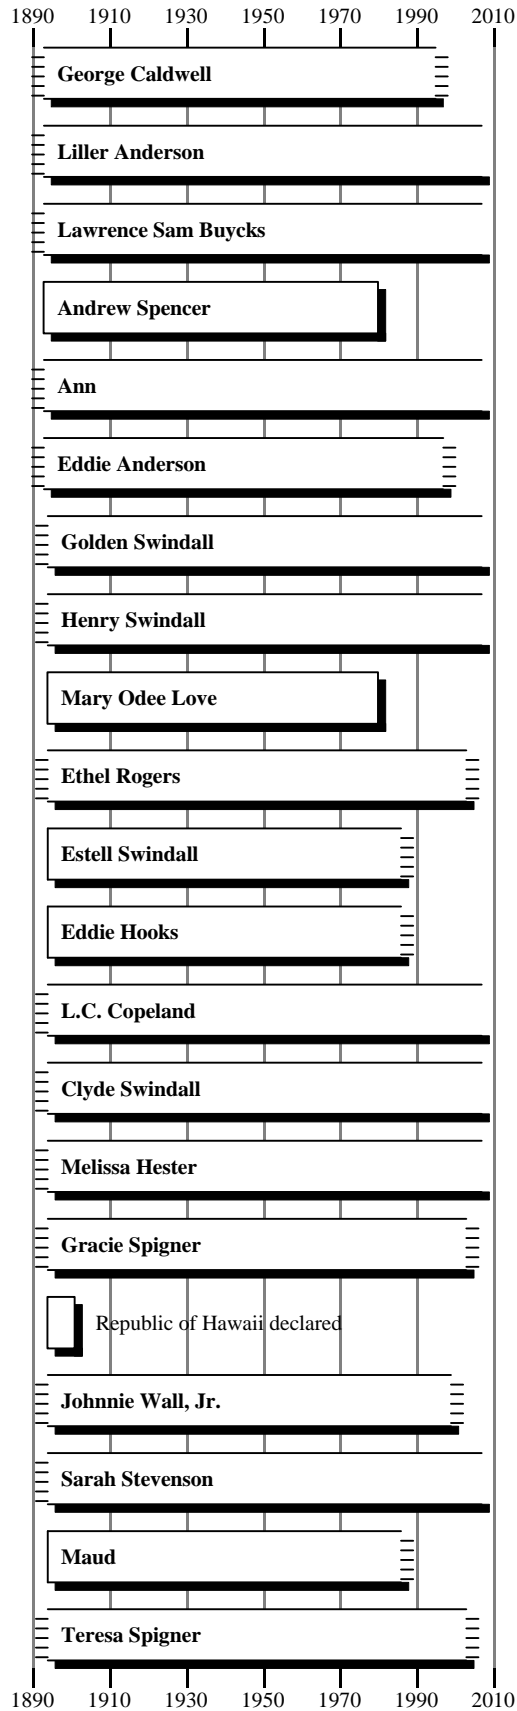 1890 1910 1930 1950 1970 1990 2010
George Caldwell
Liller Anderson
Lawrence Sam Buycks
Andrew Spencer
Ann
Eddie Anderson
Golden Swindall
Henry Swindall
Mary Odee Love
Ethel Rogers
Estell Swindall
Eddie Hooks
L.C. Copeland
Clyde Swindall
Melissa Hester
Gracie Spigner
Republic of Hawaii declared
Johnnie Wall, Jr.
Sarah Stevenson
Maud
Teresa Spigner
1890 1910 1930 1950 1970 1990 2010